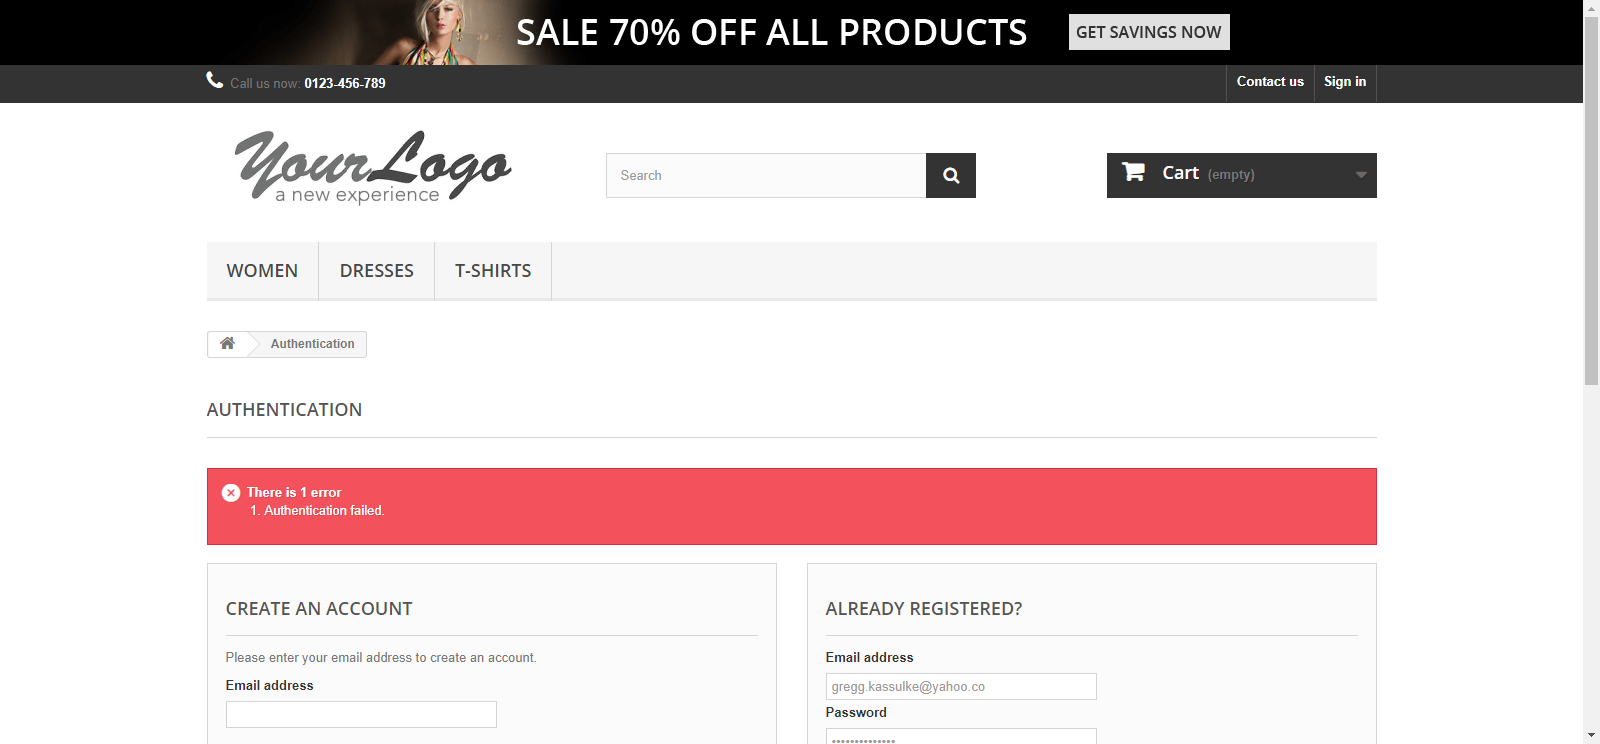 SALE 70% OFF ALL PRODUCTS GET SAVINGS NOW
Call us now: 0123-456-789 Contact us Sign in
YourLogo
a new experience
Search
Cart (empty)
WOMEN DRESSES T-SHIRTS
Authentication
AUTHENTICATION
There is 1 error
1. Authentication failed.
CREATE AN ACCOUNT
Please enter your email address to create an account.
Email address
ALREADY REGISTERED?
Email address
gregg.kassulke@yahoo.co
Password
••••••••••••••